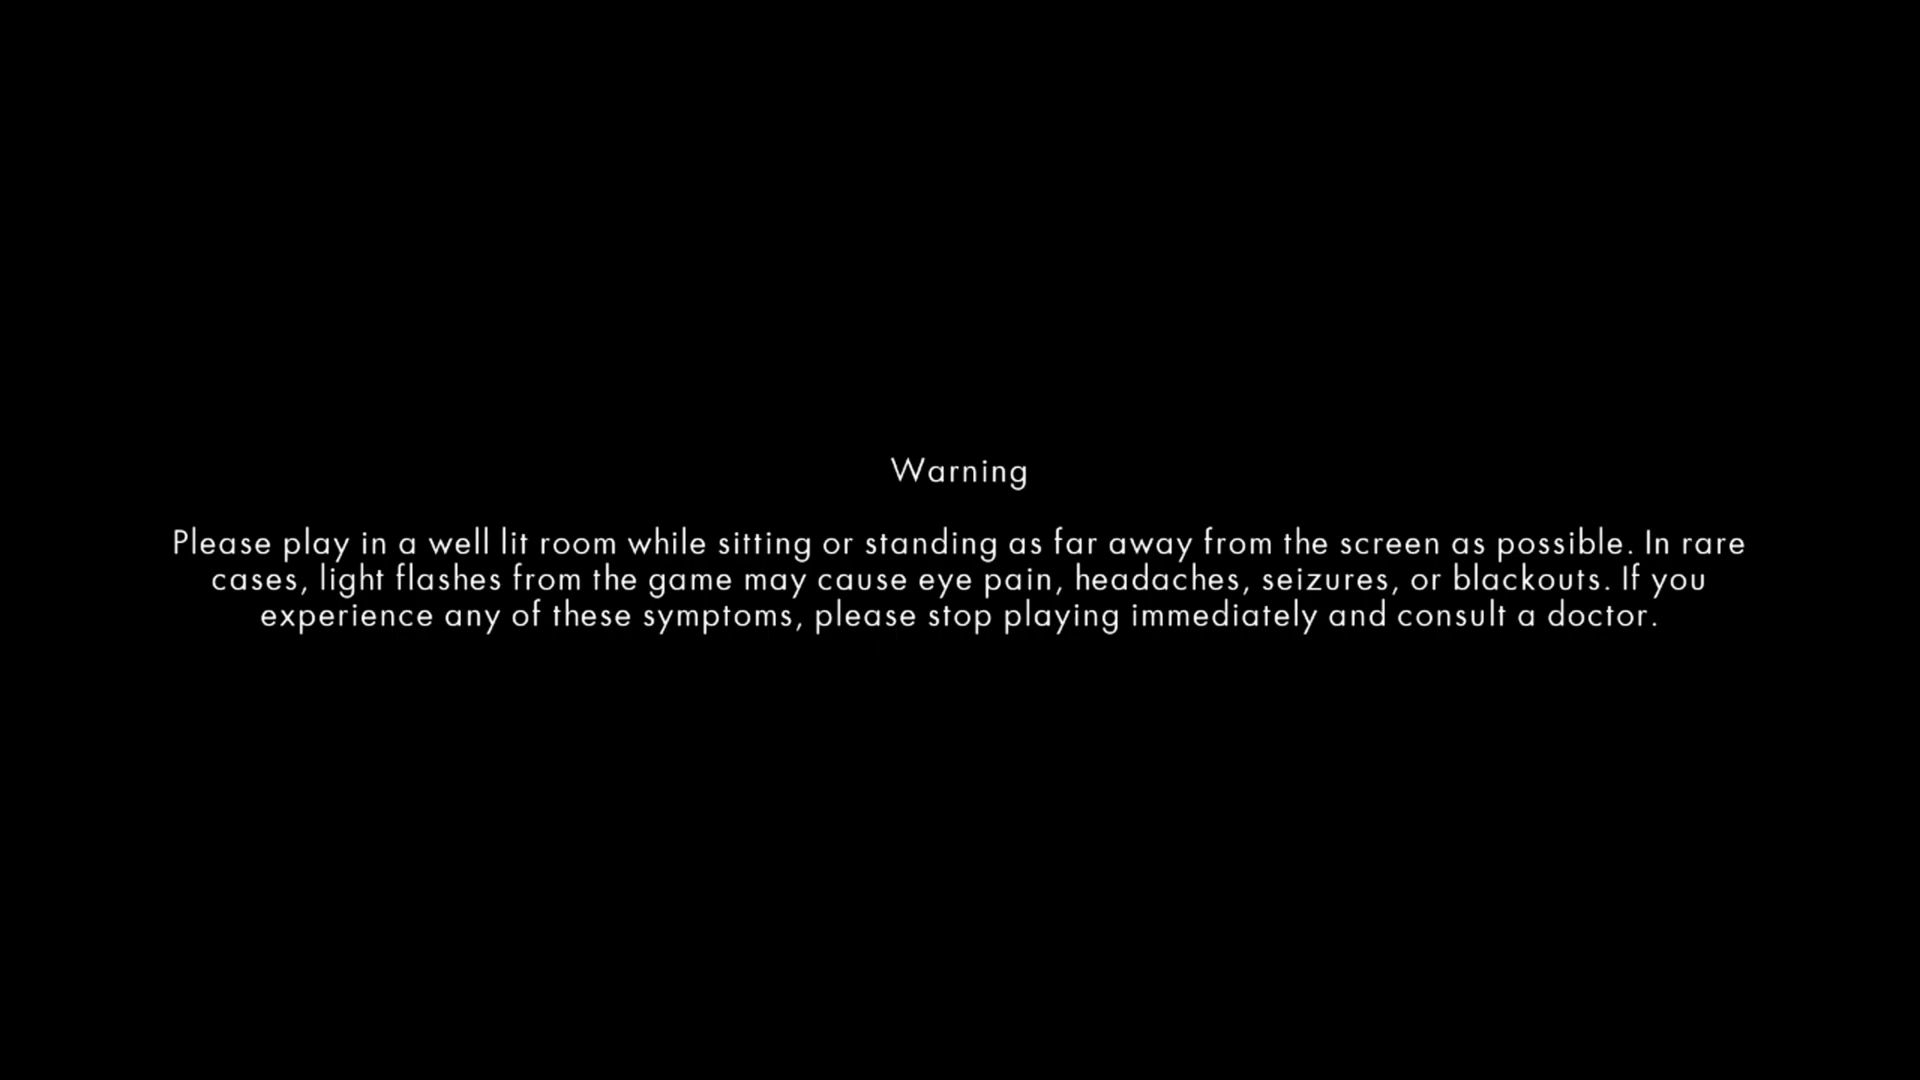 Warning
Please play in a well lit room while sitting or standing as far away from the screen as possible. In rare
cases, light flashes from the game may cause eye pain, headaches, seizures, or blackouts. If you
experience any of these symptoms, please stop playing immediately and consult a doctor.